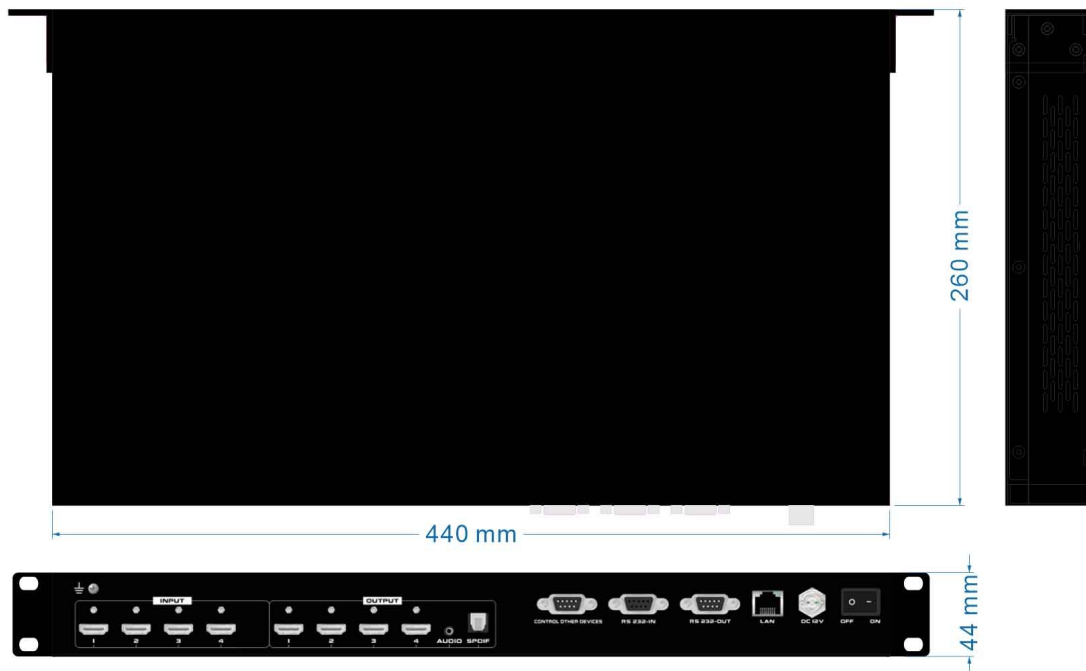 260 mm
440 mm
INPUT
OUTPUT
1 2 3 4
1 2 3 4 AUDIO SPDIF
CONTROL OTHER DEVICES RS 232-IN RS 232-OUT LAN DC 12V OFF ON
44 mm